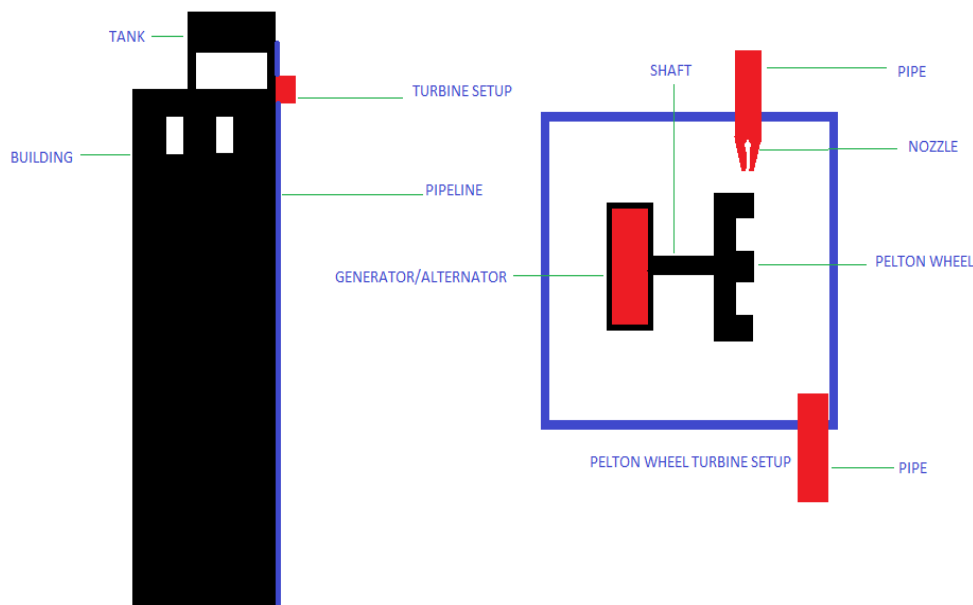 TANK
TURBINE SETUP
BUILDING
PIPELINE
SHAFT
PIPE
NOZZLE
GENERATOR/ALTERNATOR
PELTON WHEEL
PELTON WHEEL TURBINE SETUP
PIPE